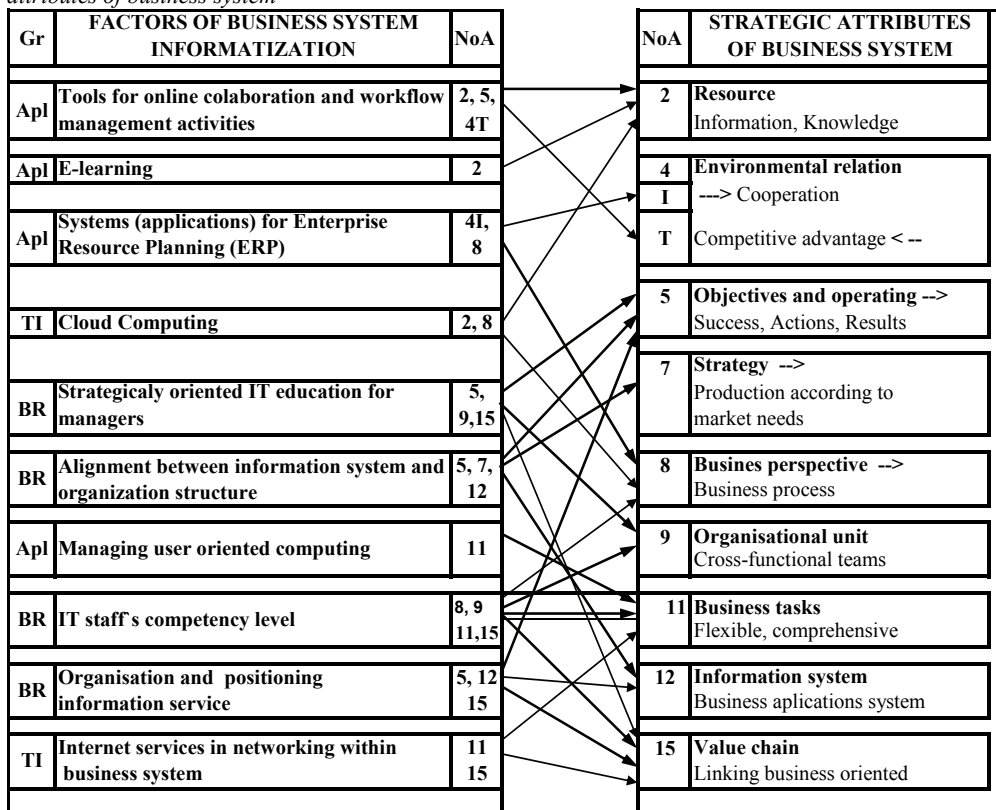 attributes of business system
Gr
FACTORS OF BUSINESS SYSTEM
INFORMATIZATION
NoA
Apl
Tools for online colaboration and workflow
management activities
2, 5,
4T
Apl
E-learning
2
Apl
Systems (applications) for Enterprise
Resource Planning (ERP)
4I,
8
TI
Cloud Computing
2, 8
BR
Strategicaly oriented IT education for
managers
5,
9,15
BR
Alignment between information system and
organization structure
5, 7,
12
Apl
Managing user oriented computing
11
BR
IT staff`s competency level
8, 9
11,15
BR
Organisation and positioning
information service
5, 12
15
TI
Internet services in networking within
business system
11
15
NoA
STRATEGIC ATTRIBUTES
OF BUSINESS SYSTEM
2
Resource
Information, Knowledge
4
Environmental relation
I
---> Cooperation
T
Competitive advantage < --
5
Objectives and operating -->
Success, Actions, Results
7
Strategy -->
Production according to
market needs
8
Busines perspective -->
Business process
9
Organisational unit
Cross-functional teams
11
Business tasks
Flexible, comprehensive
12
Information system
Business aplications system
15
Value chain
Linking business oriented